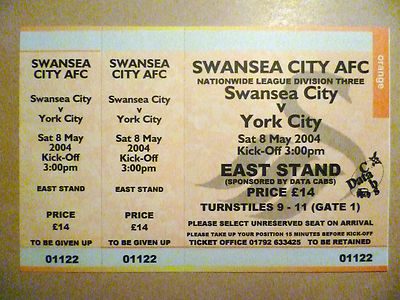 SWANSEA
CITY AFC
Swansea City
v
York City
Sat 8 May
2004
Kick-Off
3:00pm
EAST STAND
PRICE
£14
TO BE GIVEN UP
01122
SWANSEA
CITY AFC
Swansea City
v
York City
Sat 8 May
2004
Kick-Off
3:00pm
EAST STAND
PRICE
£14
TO BE GIVEN UP
01122
SWANSEA CITY AFC
NATIONWIDE LEAGUE DIVISION THREE
Swansea City
v
York City
Sat 8 May 2004
Kick-Off 3:00pm
EAST STAND
(SPONSORED BY DATA CABS)
PRICE £14
TURNSTILES 9 - 11 (GATE 1)
PLEASE SELECT UNRESERVED SEAT ON ARRIVAL
PLEASE TAKE UP YOUR POSITION 15 MINUTES BEFORE KICK-OFF
TICKET OFFICE 01792 633425 TO BE RETAINED
01122
orange
Data